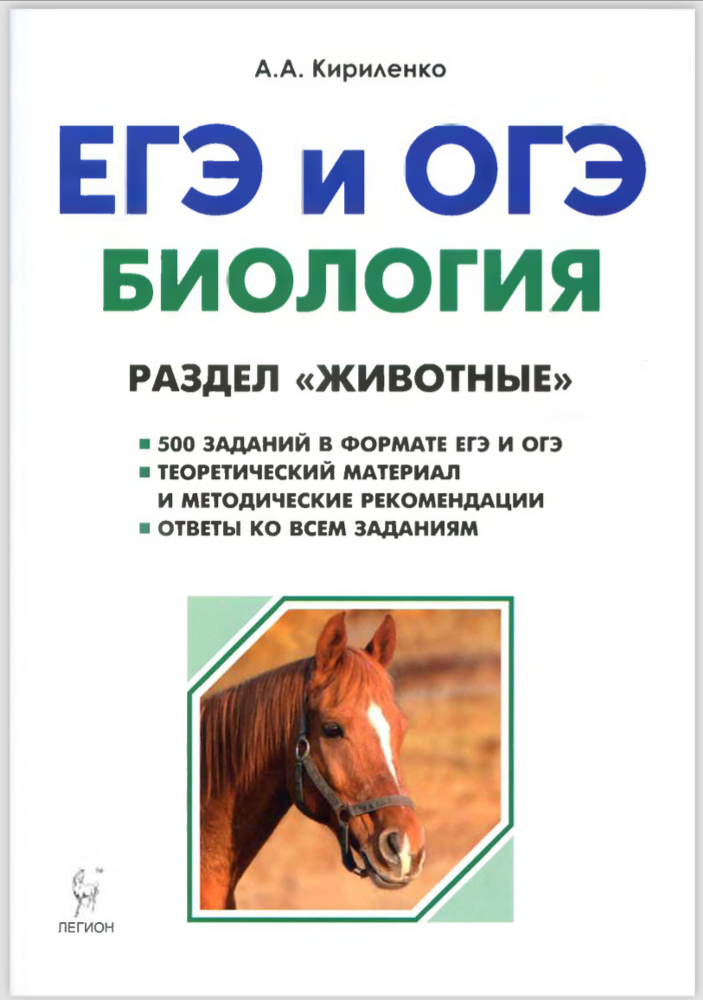 А.А. Кириленко
ЕГЭ и ОГЭ
БИОЛОГИЯ
РАЗДЕЛ «ЖИВОТНЫЕ»
500 ЗАДАНИЙ В ФОРМАТЕ ЕГЭ И ОГЭ
ТЕОРЕТИЧЕСКИЙ МАТЕРИАЛ
И МЕТОДИЧЕСКИЕ РЕКОМЕНДАЦИИ
ОТВЕТЫ КО ВСЕМ ЗАДАНИЯМ
ЛЕГИОН